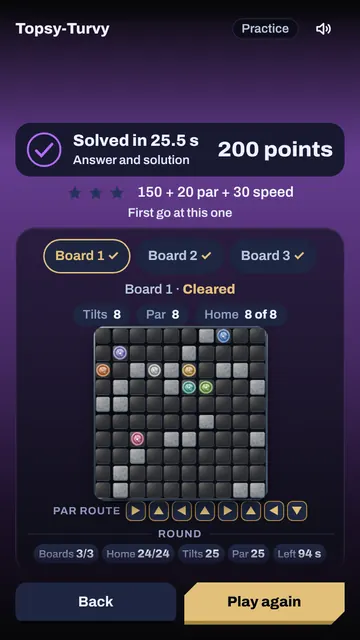 Topsy-Turvy
Practice
Solved in 25.5 s
Answer and solution
200 points
150 + 20 par + 30 speed
First go at this one
Board 1 ✓
Board 2 ✓
Board 3 ✓
Board 1 · Cleared
Tilts 8
Par 8
Home 8 of 8
PAR ROUTE
ROUND
Boards 3/3
Home 24/24
Tilts 25
Par 25
Left 94 s
Back
Play again